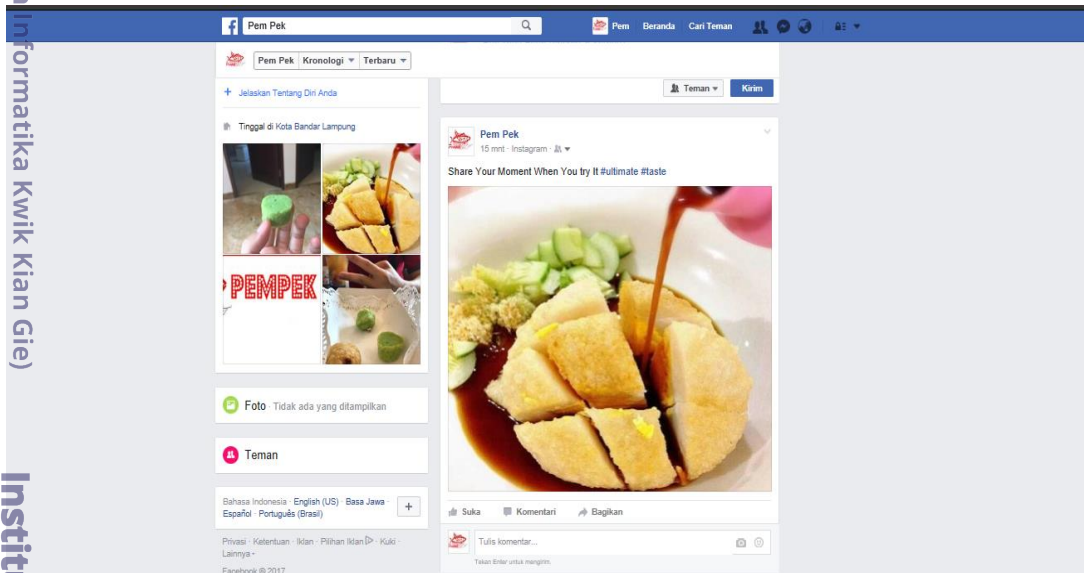 Informatika Kwik Kian Gie)
Instit
Pem Pek
Pem Beranda Cari Teman
Pem Pek Kronologi Terbaru
Jelaskan Tentang Diri Anda
Tinggal di Kota Bandar Lampung
PEMPEK
Foto · Tidak ada yang ditampilkan
Teman
Bahasa Indonesia · English (US) · Basa Jawa ·
Español · Português (Brasil)
Privasi · Ketentuan · Iklan · Pilihan Iklan · Kuki ·
Lainnya
Facebook © 2017
Teman Kirim
Pem Pek
15 mnt · Instagram ·
Share Your Moment When You try It #ultimate #taste
Suka Komentari Bagikan
Tulis komentar...
Tekan Enter untuk mengirim.